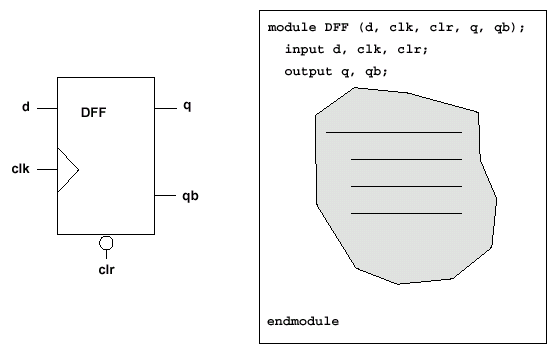 d
DFF
q
clk
qb
clr
module DFF (d, clk, clr, q, qb);
input d, clk, clr;
output q, qb;
endmodule